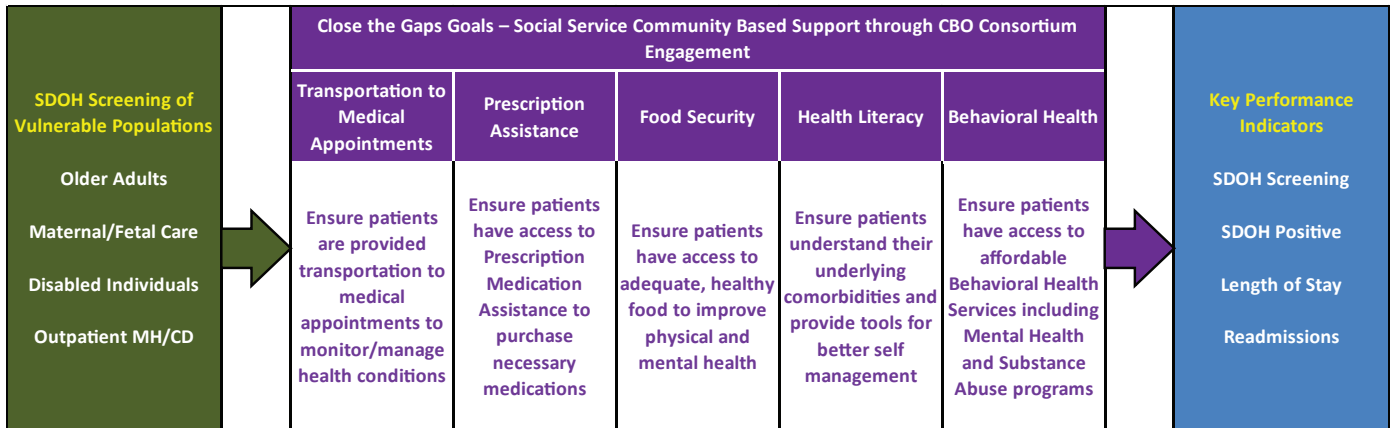 SDOH Screening of
Vulnerable Populations
Older Adults
Maternal/Fetal Care
Disabled Individuals
Outpatient MH/CD
Close the Gaps Goals – Social Service Community Based Support through CBO Consortium
Engagement
Transportation to
Medical
Appointments
Prescription
Assistance
Food Security
Health Literacy
Behavioral Health
Ensure patients
are provided
transportation to
medical
appointments to
monitor/manage
health conditions
Ensure patients
have access to
Prescription
Medication
Assistance to
purchase
necessary
medications
Ensure patients
have access to
adequate, healthy
food to improve
physical and
mental health
Ensure patients
understand their
underlying
comorbidities and
provide tools for
better self
management
Ensure patients
have access to
affordable
Behavioral Health
Services including
Mental Health
and Substance
Abuse programs
Key Performance
Indicators
SDOH Screening
SDOH Positive
Length of Stay
Readmissions